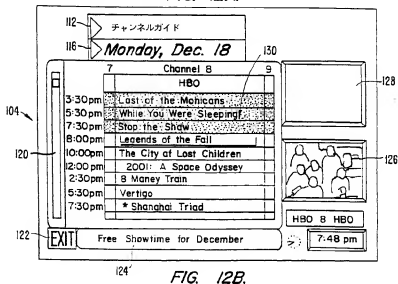 112
チャンネルガイド
116
Monday, Dec. 18
130
7 Channel 8 9
HBO
128
3:30pm Last of the Mohicans
5:30pm While You Were Sleeping!
7:30pm Stop the Shaw
104
8:00pm Legends of the Fall
120
10:00pm The City of Lost Children
126
12:00pm 2001: A Space Odyssey
2:30pm 8 Maney Train
5:30pm Vertigo
7:30pm * Shanghai Triad
HBO 8 HBO
122
EXIT Free Showtime for December
7:48 pm
124
FIG. 12B.